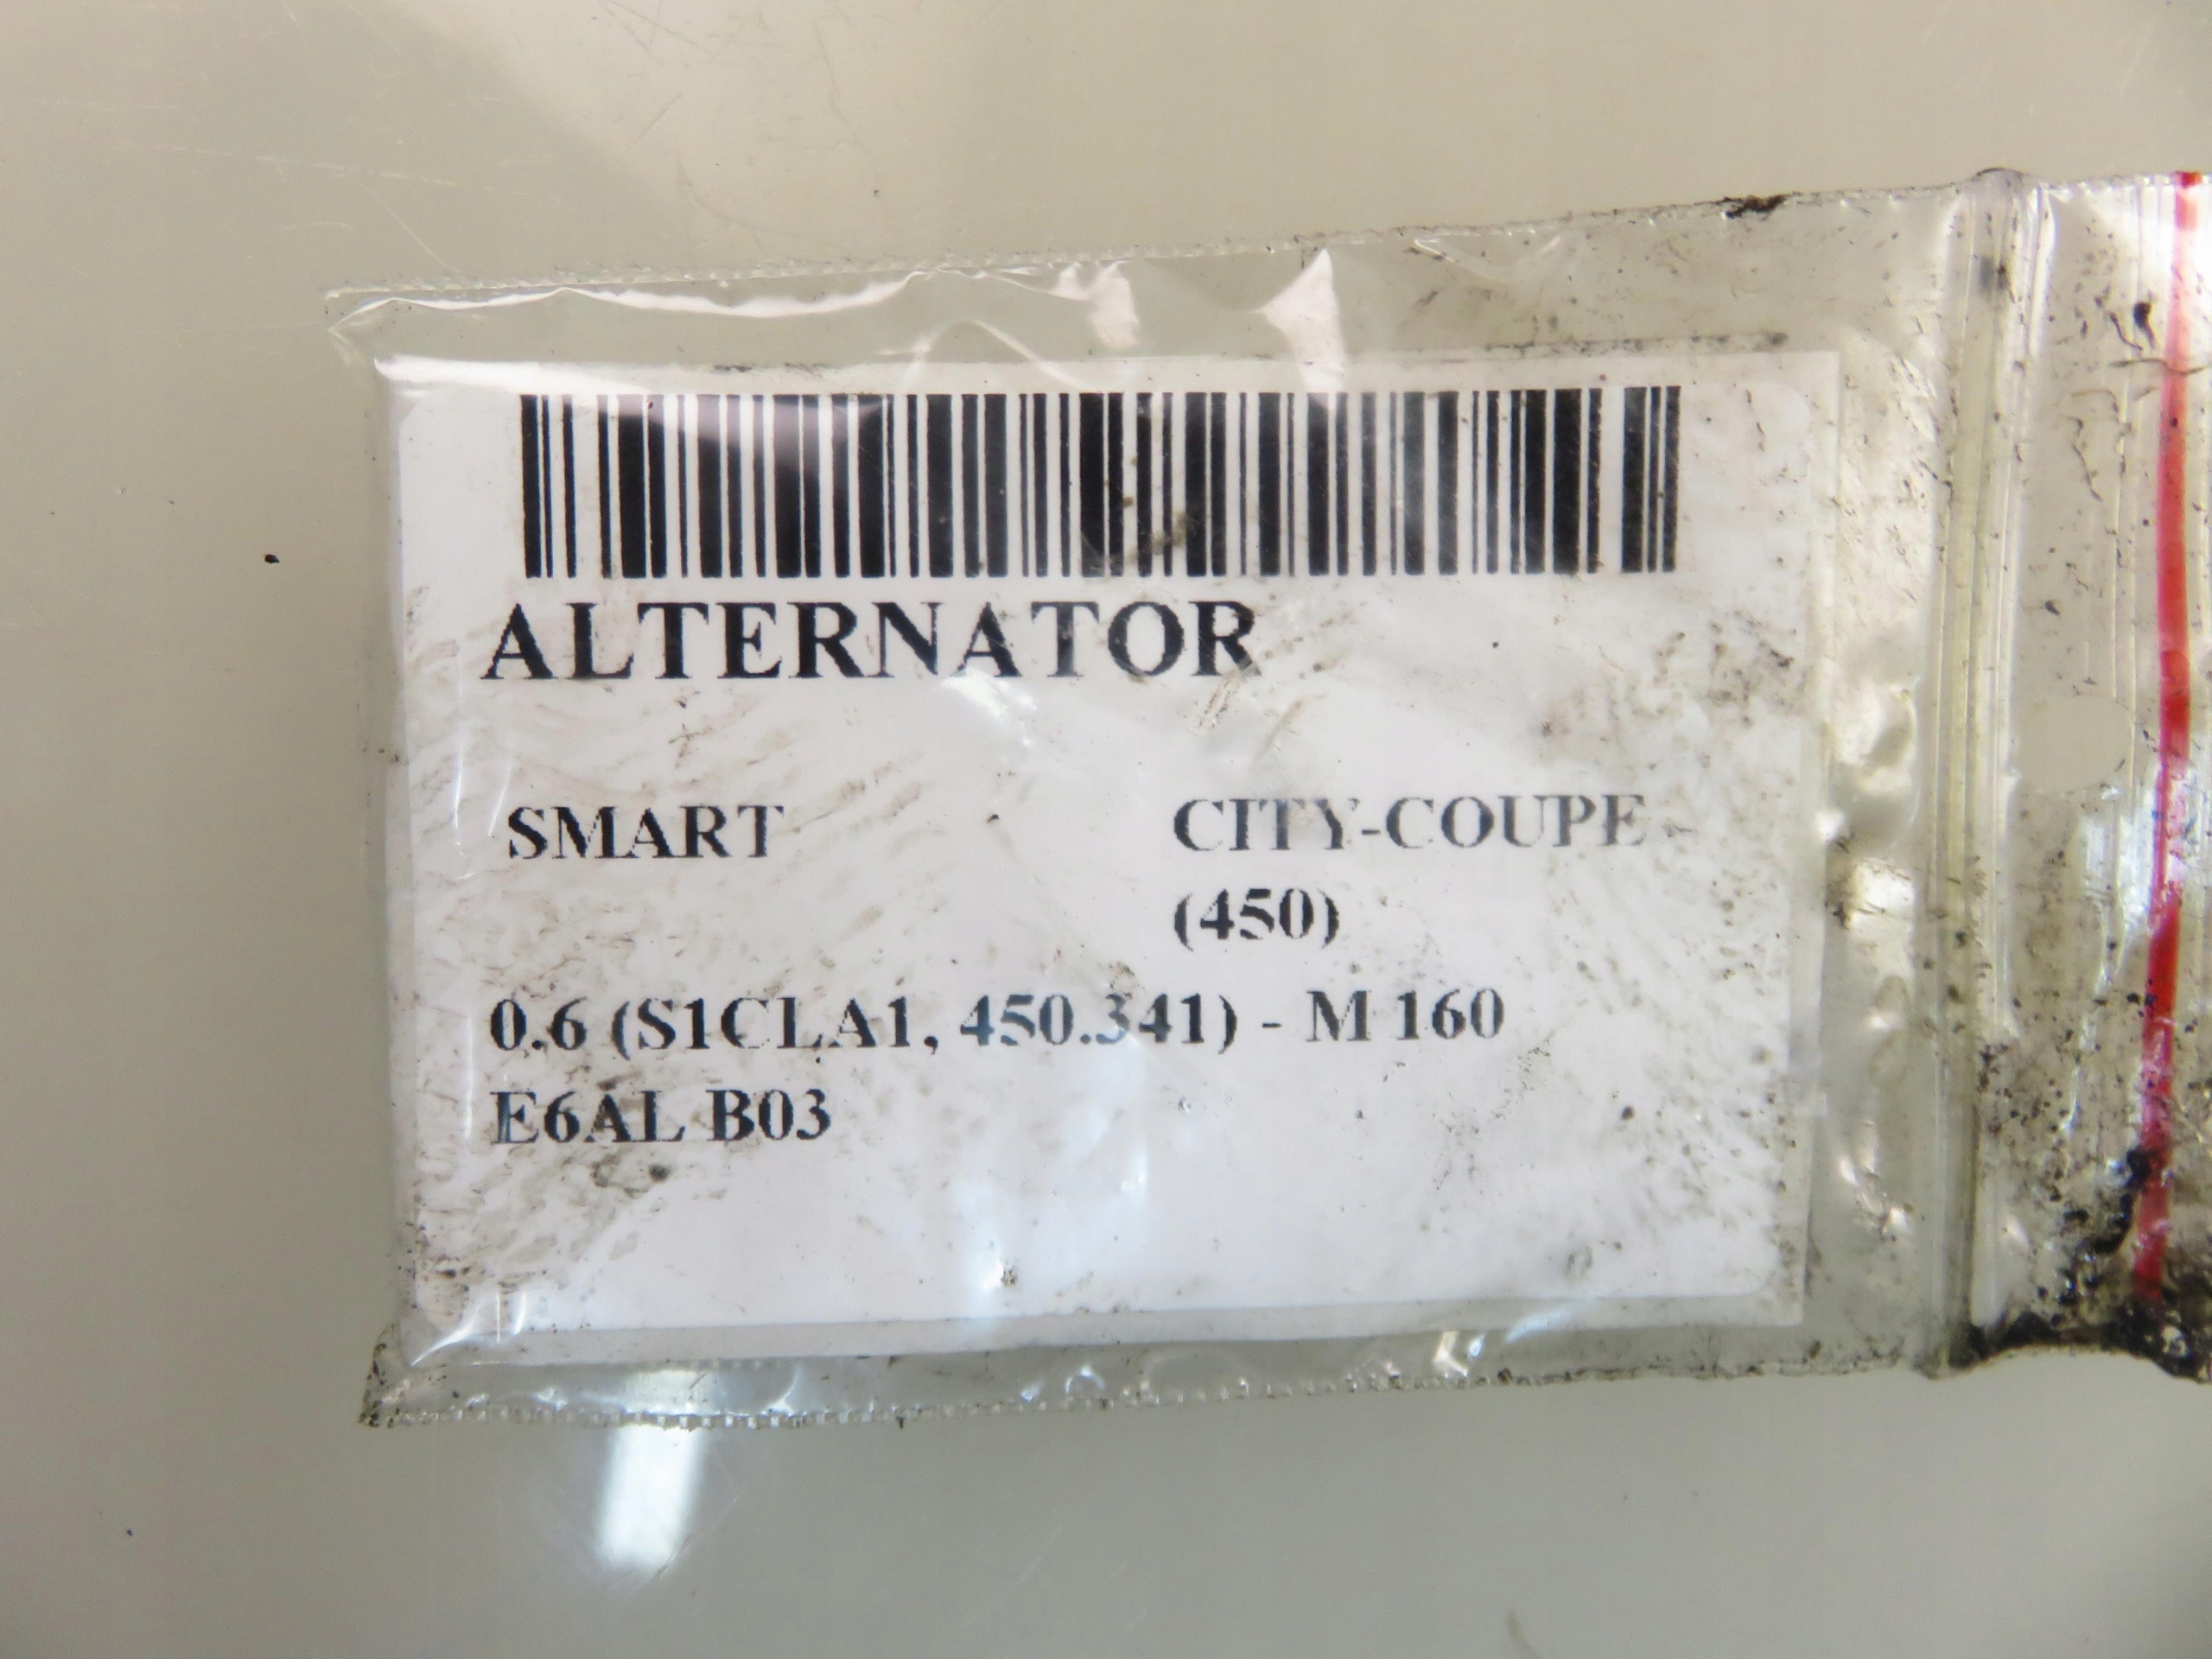 ALTERNATOR
SMART CITY-COUPE
(450)
0.6 (S1CLA1, 450.341) - M 160
E6AL B03